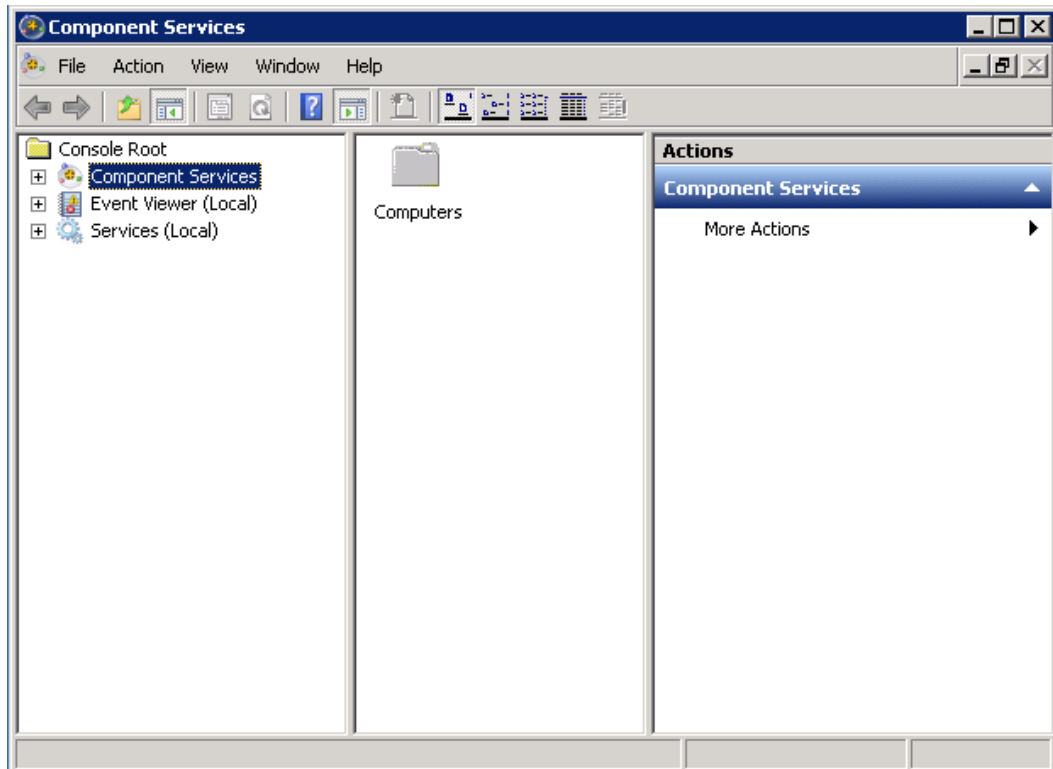 Component Services
File Action View Window Help
Console Root
Component Services
Event Viewer (Local)
Services (Local)
Computers
Actions
Component Services
More Actions